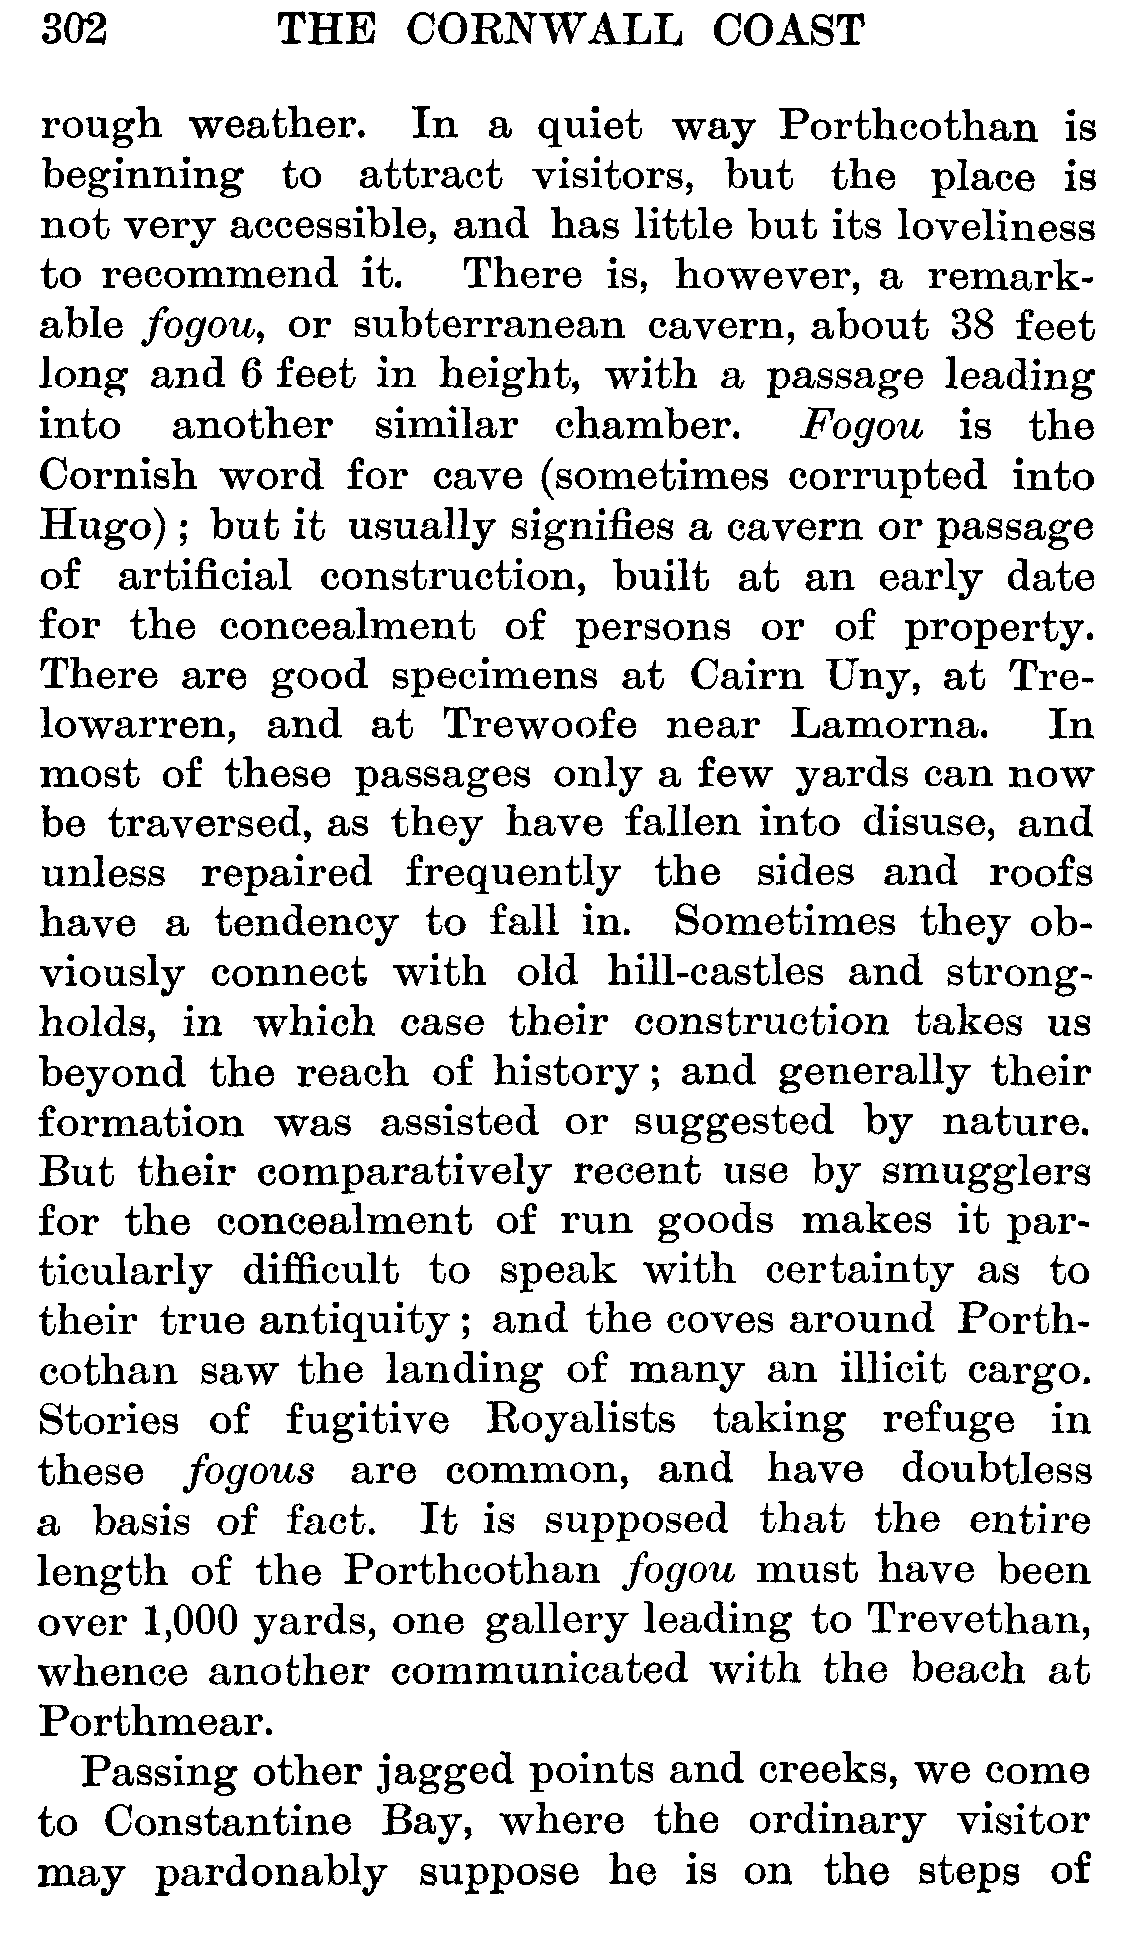 302 THE CORNWALL COAST
rough weather. In a quiet way Porthcothan is
beginning to attract visitors, but the place is
not very accessible, and has little but its loveliness
to recommend it. There is, however, a remark-
able fogou, or subterranean cavern, about 38 feet
long and 6 feet in height, with a passage leading
into another similar chamber. Fogou is the
Cornish word for cave (sometimes corrupted into
Hugo) ; but it usually signifies a cavern or passage
of artificial construction, built at an early date
for the concealment of persons or of property.
There are good specimens at Cairn Uny, at Tre-
lowarren, and at Trewoofe near Lamorna. In
most of these passages only a few yards can now
be traversed, as they have fallen into disuse, and
unless repaired frequently the sides and roofs
have a tendency to fall in. Sometimes they ob-
viously connect with old hill-castles and strong-
holds, in which case their construction takes us
beyond the reach of history ; and generally their
formation was assisted or suggested by nature.
But their comparatively recent use by smugglers
for the concealment of run goods makes it par-
ticularly difficult to speak with certainty as to
their true antiquity ; and the coves around Porth-
cothan saw the landing of many an illicit cargo.
Stories of fugitive Royalists taking refuge in
these fogous are common, and have doubtless
a basis of fact. It is supposed that the entire
length of the Porthcothan fogou must have been
over 1,000 yards, one gallery leading to Trevethan,
whence another communicated with the beach at
Porthmear.
Passing other jagged points and creeks, we come
to Constantine Bay, where the ordinary visitor
may pardonably suppose he is on the steps of